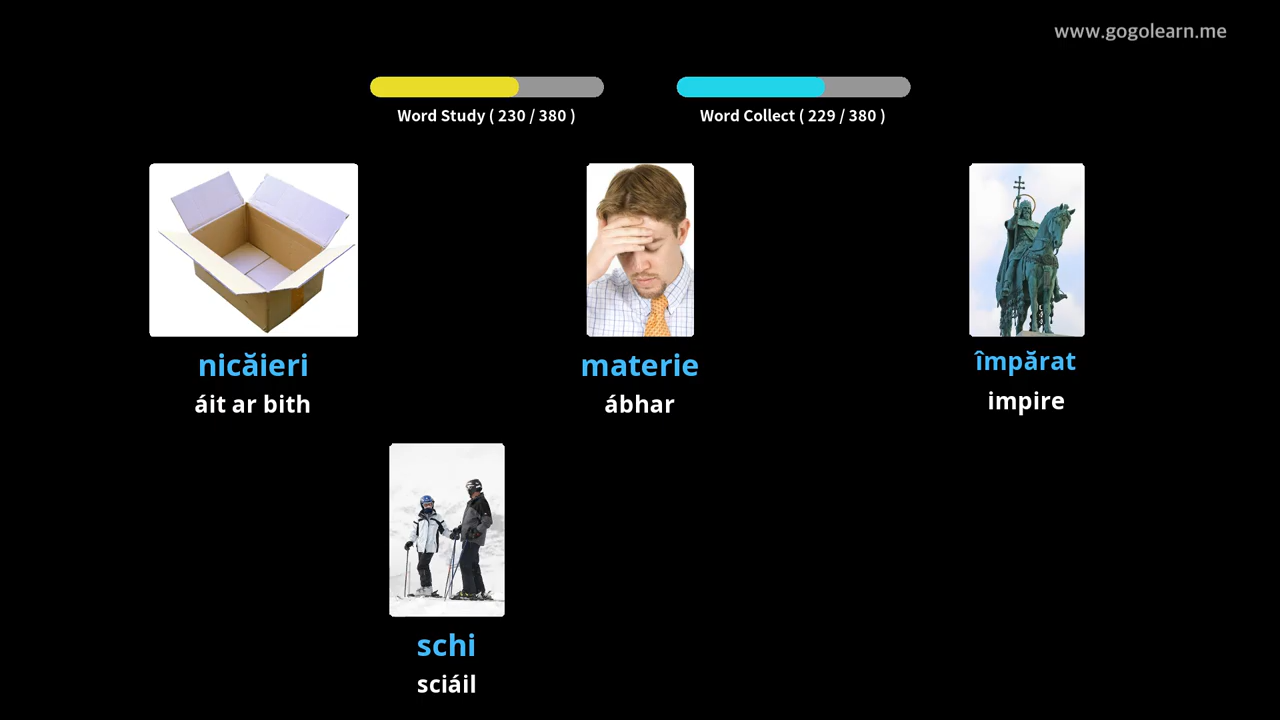 www.gogolearn.me
Word Study ( 230 / 380 )
Word Collect ( 229 / 380 )
nicăieri
áit ar bith
materie
ábhar
împărat
impire
schi
sciáil